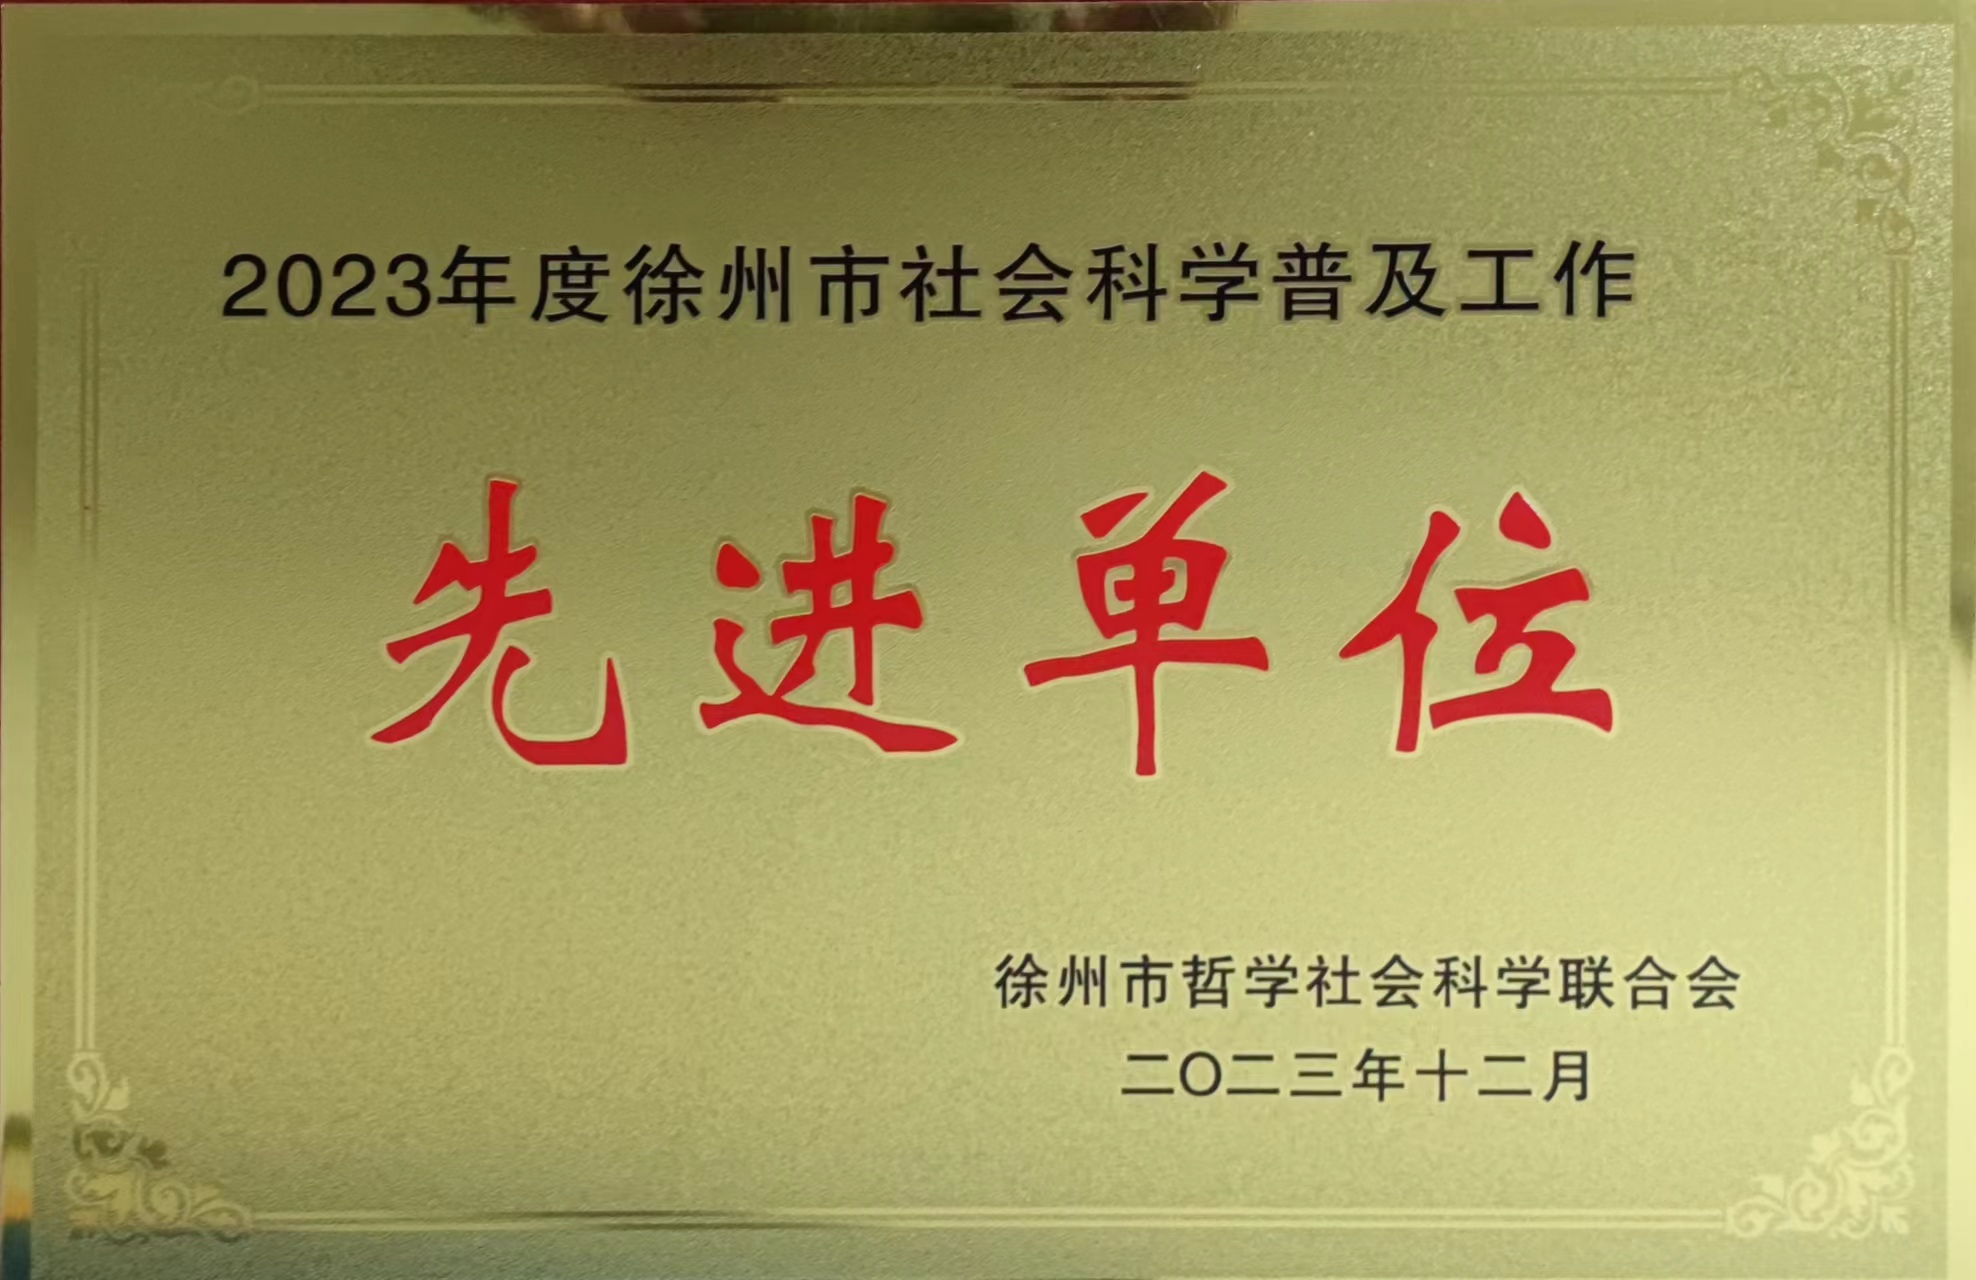 2023年度徐州市社会科学普及工作
先进单位
徐州市哲学社会科学联合会
二〇二三年十二月